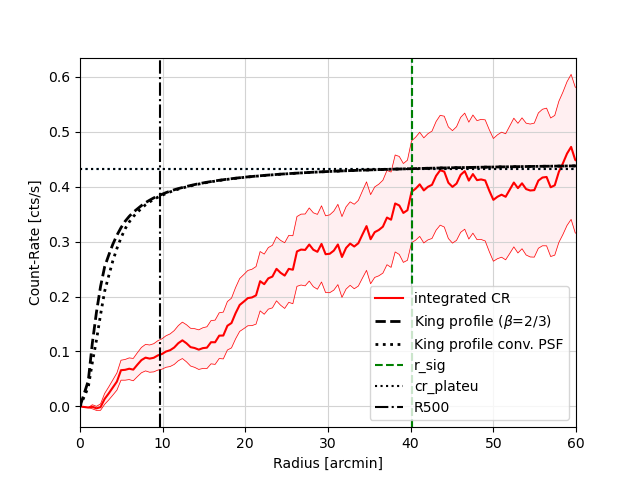 0.6
0.5
0.4
0.3
0.2
0.1
0.0
Count-Rate [cts/s]
integrated CR
King profile (β=2/3)
King profile conv. PSF
r_sig
cr_plateu
R500
0 10 20 30 40 50 60
Radius [arcmin]